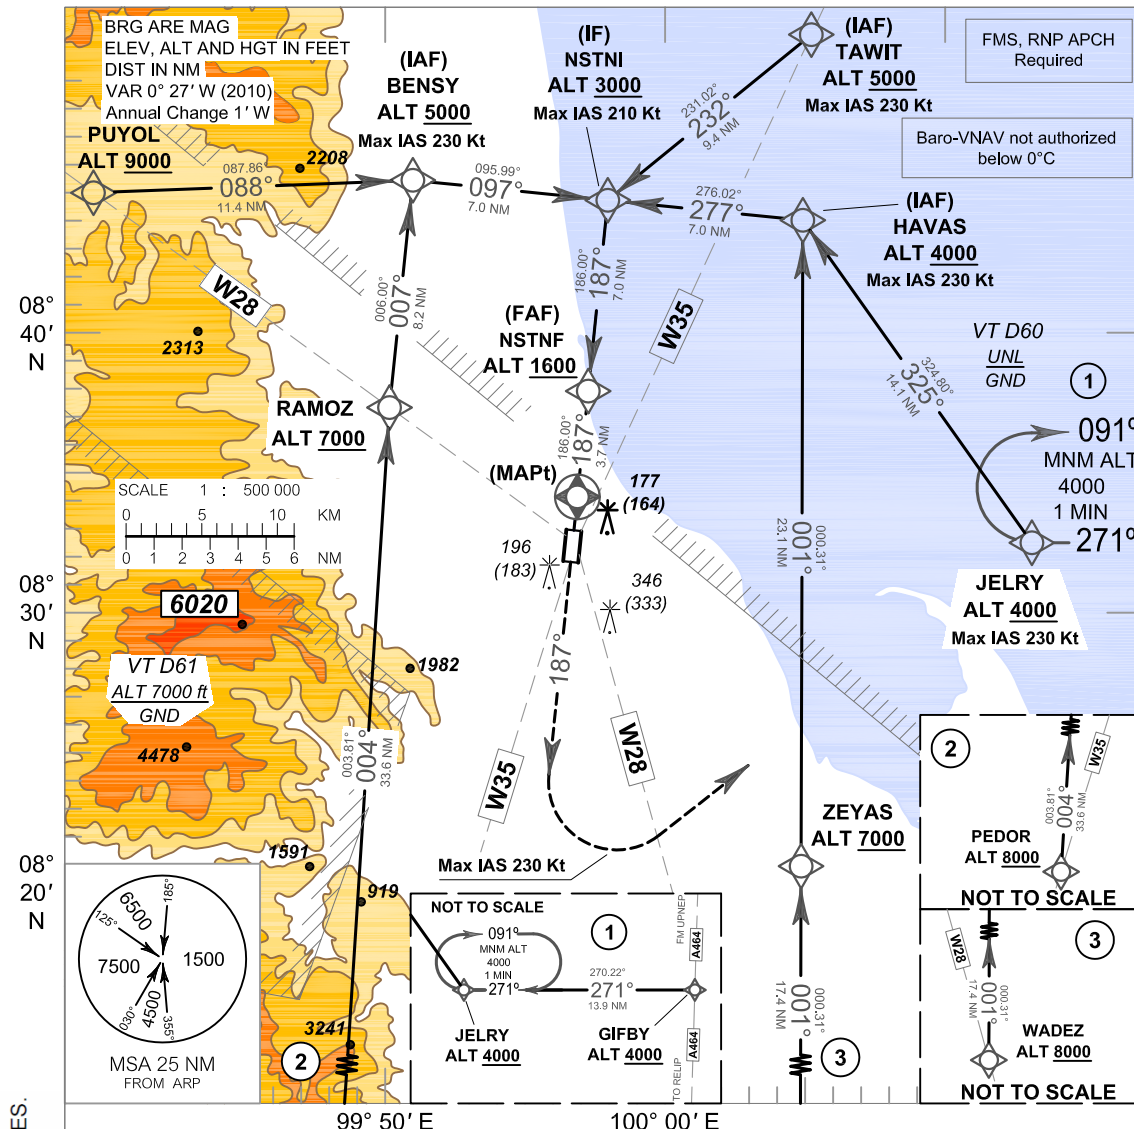 BRG ARE MAG
ELEV, ALT AND HGT IN FEET
DIST IN NM
VAR 0° 27′ W (2010)
Annual Change 1′ W
PUYOL
ALT 9000
(IAF)
BENSY
ALT 5000
Max IAS 230 Kt
(IF)
NSTNI
ALT 3000
Max IAS 210 Kt
(IAF)
TAWIT
ALT 5000
Max IAS 230 Kt
FMS, RNP APCH
Required
Baro-VNAV not authorized
below 0°C
2208
087.86°
088°
11.4 NM
095.99°
097°
7.0 NM
231.02°
232°
9.4 NM
276.02°
277°
7.0 NM
(IAF)
HAVAS
ALT 4000
Max IAS 230 Kt
W28
006.00°
007°
8.2 NM
186.00°
187°
7.0 NM
W35
08°
40′
N
2313
(FAF)
NSTNF
ALT 1600
VT D60
UNL
GND
1
324.80°
325°
14.1 NM
RAMOZ
ALT 7000
186.00°
187°
3.7 NM
091°
MNM ALT
4000
1 MIN
271°
(MAPt)
177
(164)
SCALE 1 : 500 000
0 5 10 KM
0 1 2 3 4 5 6 NM
196
(183)
346
(333)
000.31°
001°
23.1 NM
08°
30′
N
6020
JELRY
ALT 4000
Max IAS 230 Kt
VT D61
ALT 7000 ft
GND
1982
187°
4478
003.81°
004°
33.6 NM
W35
W28
2
003.81°
004°
33.6 NM
W35
PEDOR
ALT 8000
NOT TO SCALE
ZEYAS
ALT 7000
Max IAS 230 Kt
08°
20′
N
1591
919
125°
6500
185°
7500
1500
030°
4500
355°
MSA 25 NM
FROM ARP
3241
2
NOT TO SCALE
1
091°
MNM ALT
4000
1 MIN
271°
270.22°
271°
13.9 NM
JELRY
ALT 4000
GIFBY
ALT 4000
FM UPNEP
A464
A464
TO RELIP
000.31°
001°
17.4 NM
3
3
W28
000.31°
001°
17.4 NM
WADEZ
ALT 8000
NOT TO SCALE
99° 50′ E
100° 00′ E
ES.